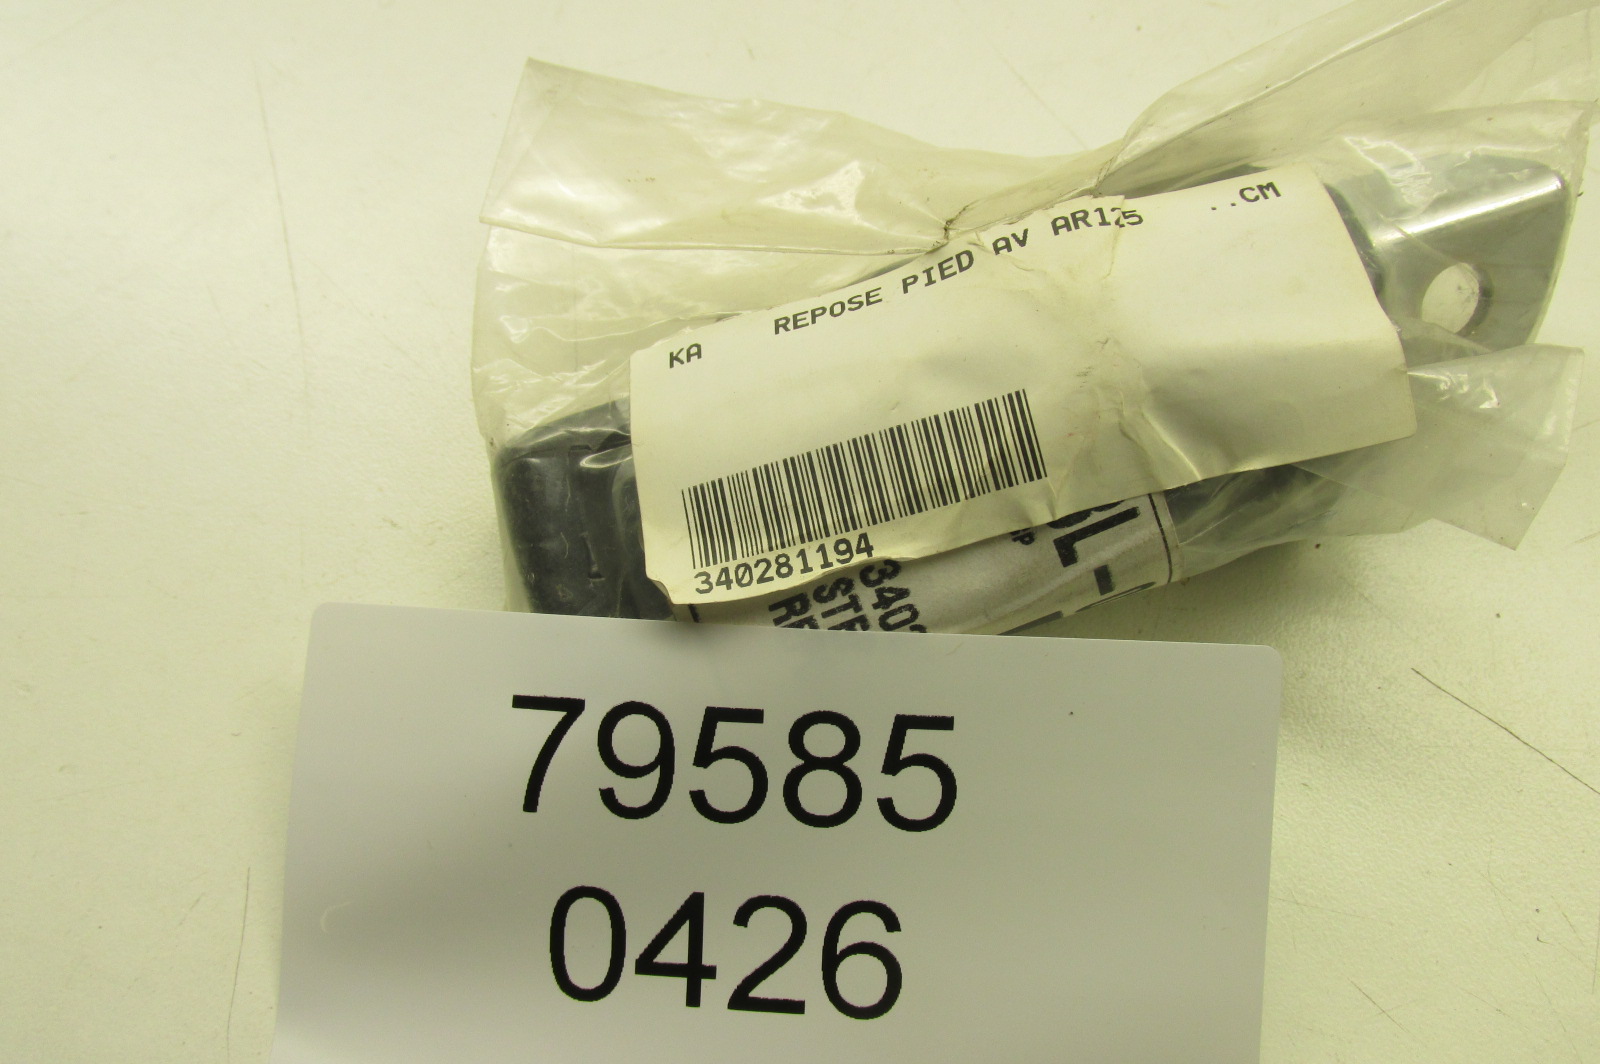 KA REPOSE PIED AV AR125 ..CM
340281194
79585
0426